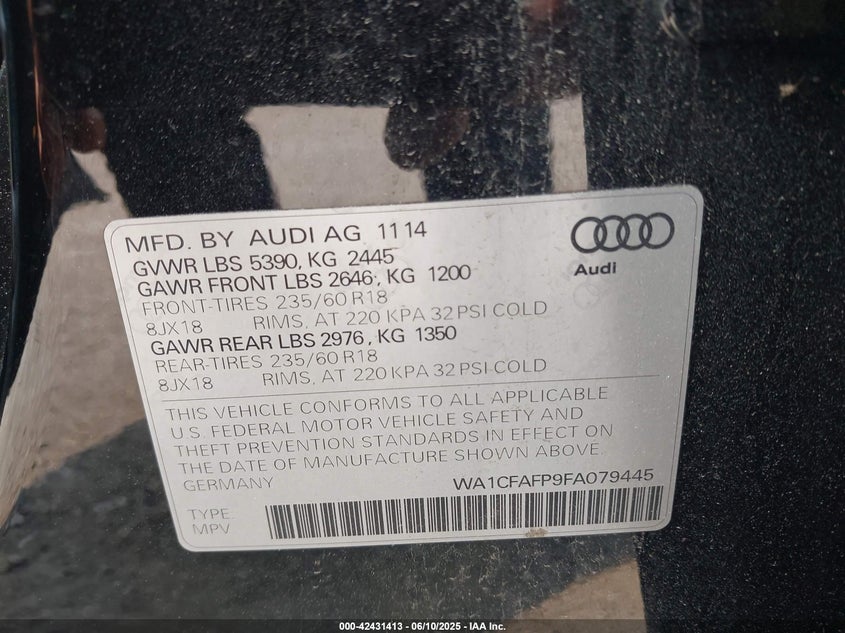 MFD. BY AUDI AG 1114
GVWR LBS 5390, KG 2445
GAWR FRONT LBS 2646, KG 1200
FRONT-TIRES 235/60 R18
8JX18 RIMS, AT 220 KPA 32 PSI COLD
GAWR REAR LBS 2976, KG 1350
REAR-TIRES 235/60 R18
8JX18 RIMS, AT 220 KPA 32 PSI COLD
Audi
THIS VEHICLE CONFORMS TO ALL APPLICABLE
U.S. FEDERAL MOTOR VEHICLE SAFETY AND
THEFT PREVENTION STANDARDS IN EFFECT ON
THE DATE OF MANUFACTURE SHOWN ABOVE.
GERMANY WA1CFAFP9FA079445
TYPE:
MPV
000-42431413 — 06/10/2025 — IAA Inc.